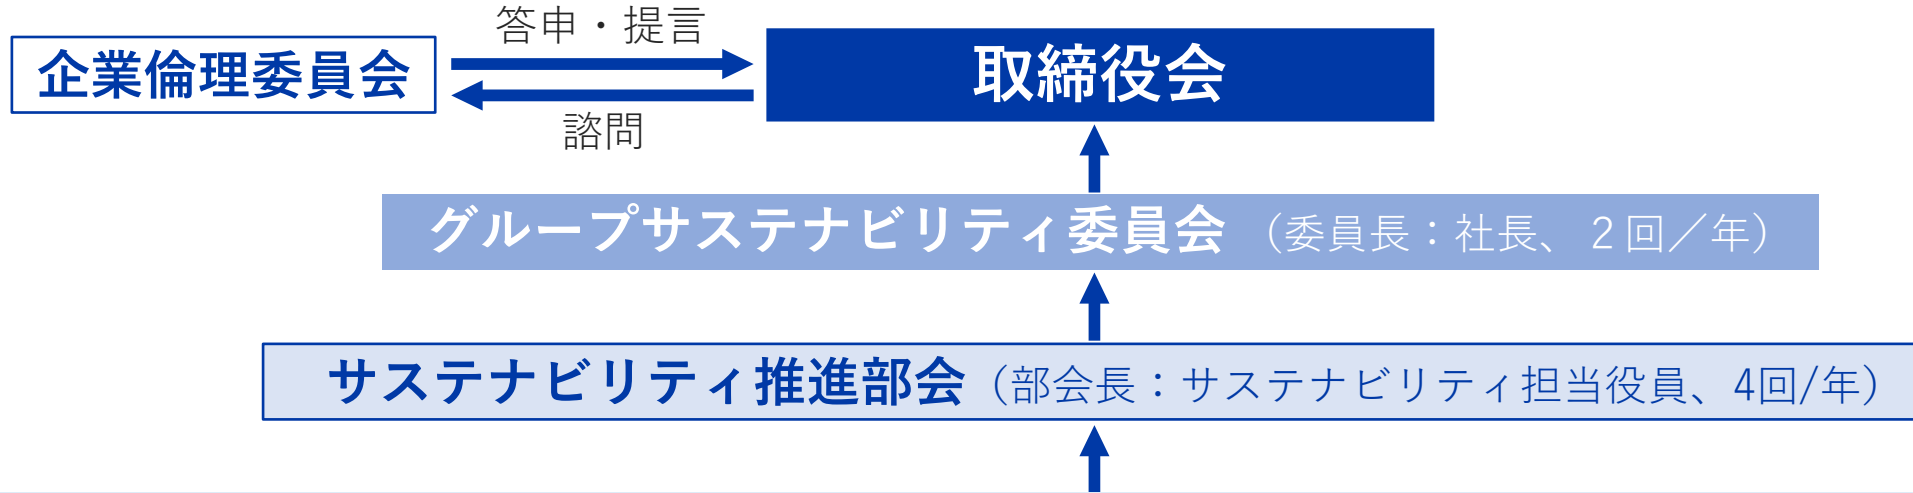 答申・提言
企業倫理委員会
取締役会
諮問
グループサステナビリティ委員会（委員長：社長、２回／年）
サステナビリティ推進部会（部会長：サステナビリティ担当役員、4回/年）